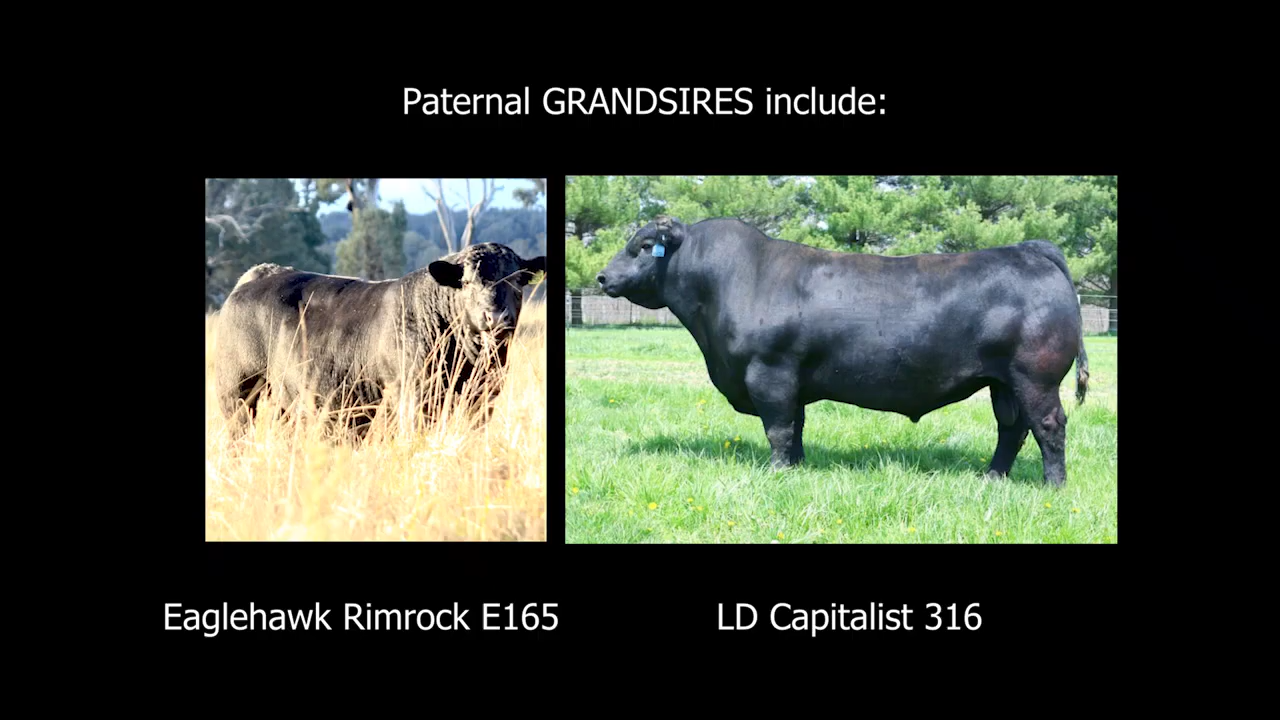 Paternal GRANDSIRES include:
Eaglehawk Rimrock E165
LD Capitalist 316